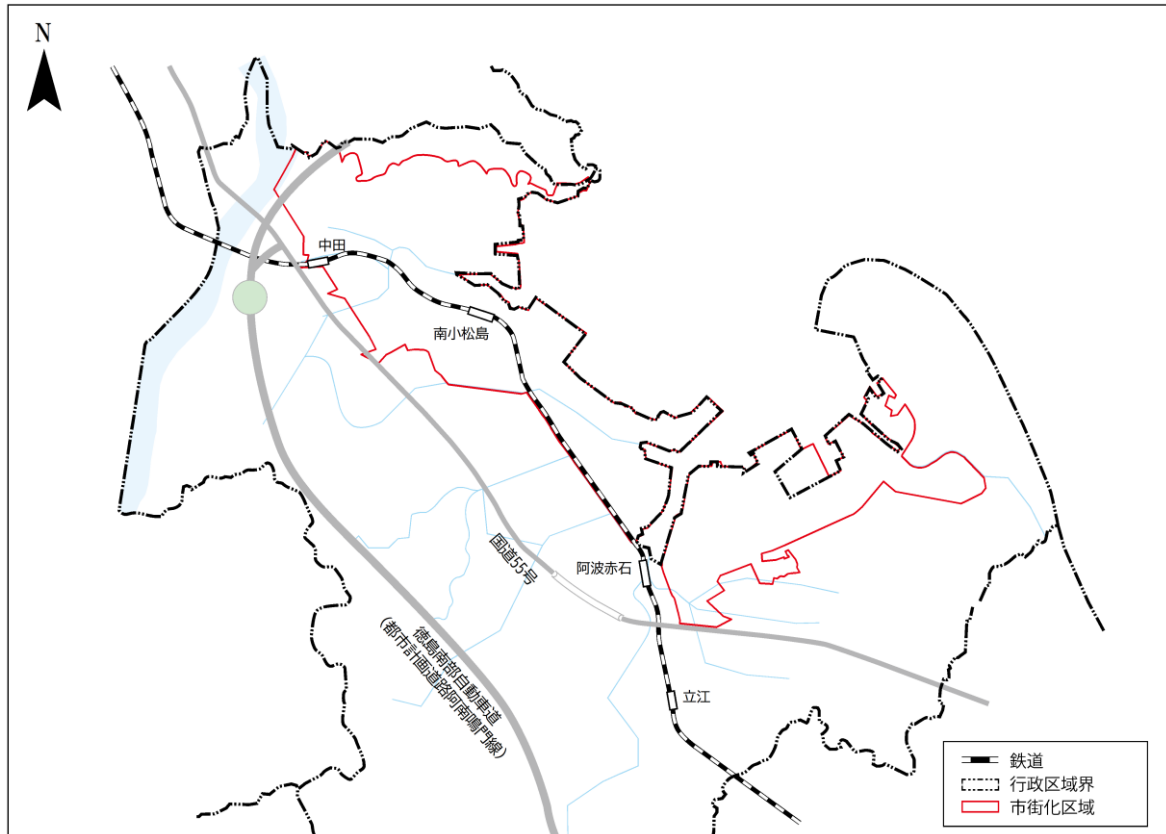 N
中田
南小松島
国道55号
阿波赤石
徳島南部自動車道
(都市計画道路阿南鳴門線)
立江
鉄道
行政区域界
市街化区域